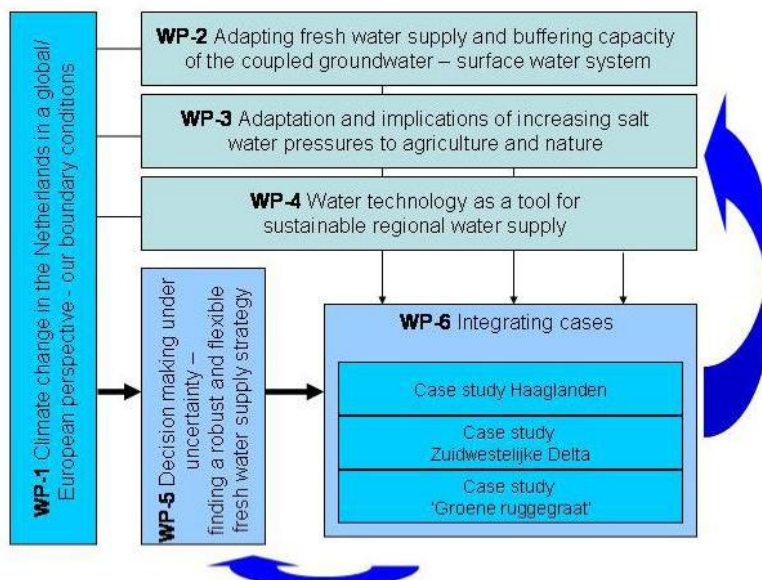 WP-1 Climate change in the Netherlands in a global/
European perspective - our boundary conditions
WP-2 Adapting fresh water supply and buffering capacity
of the coupled groundwater – surface water system
WP-3 Adaptation and implications of increasing salt
water pressures to agriculture and nature
WP-4 Water technology as a tool for
sustainable regional water supply
WP-5 Decision making under
uncertainty –
finding a robust and flexible
fresh water supply strategy
WP-6 Integrating cases
Case study Haaglanden
Case study
Zuidwestelijke Delta
Case study
'Groene ruggegraat'